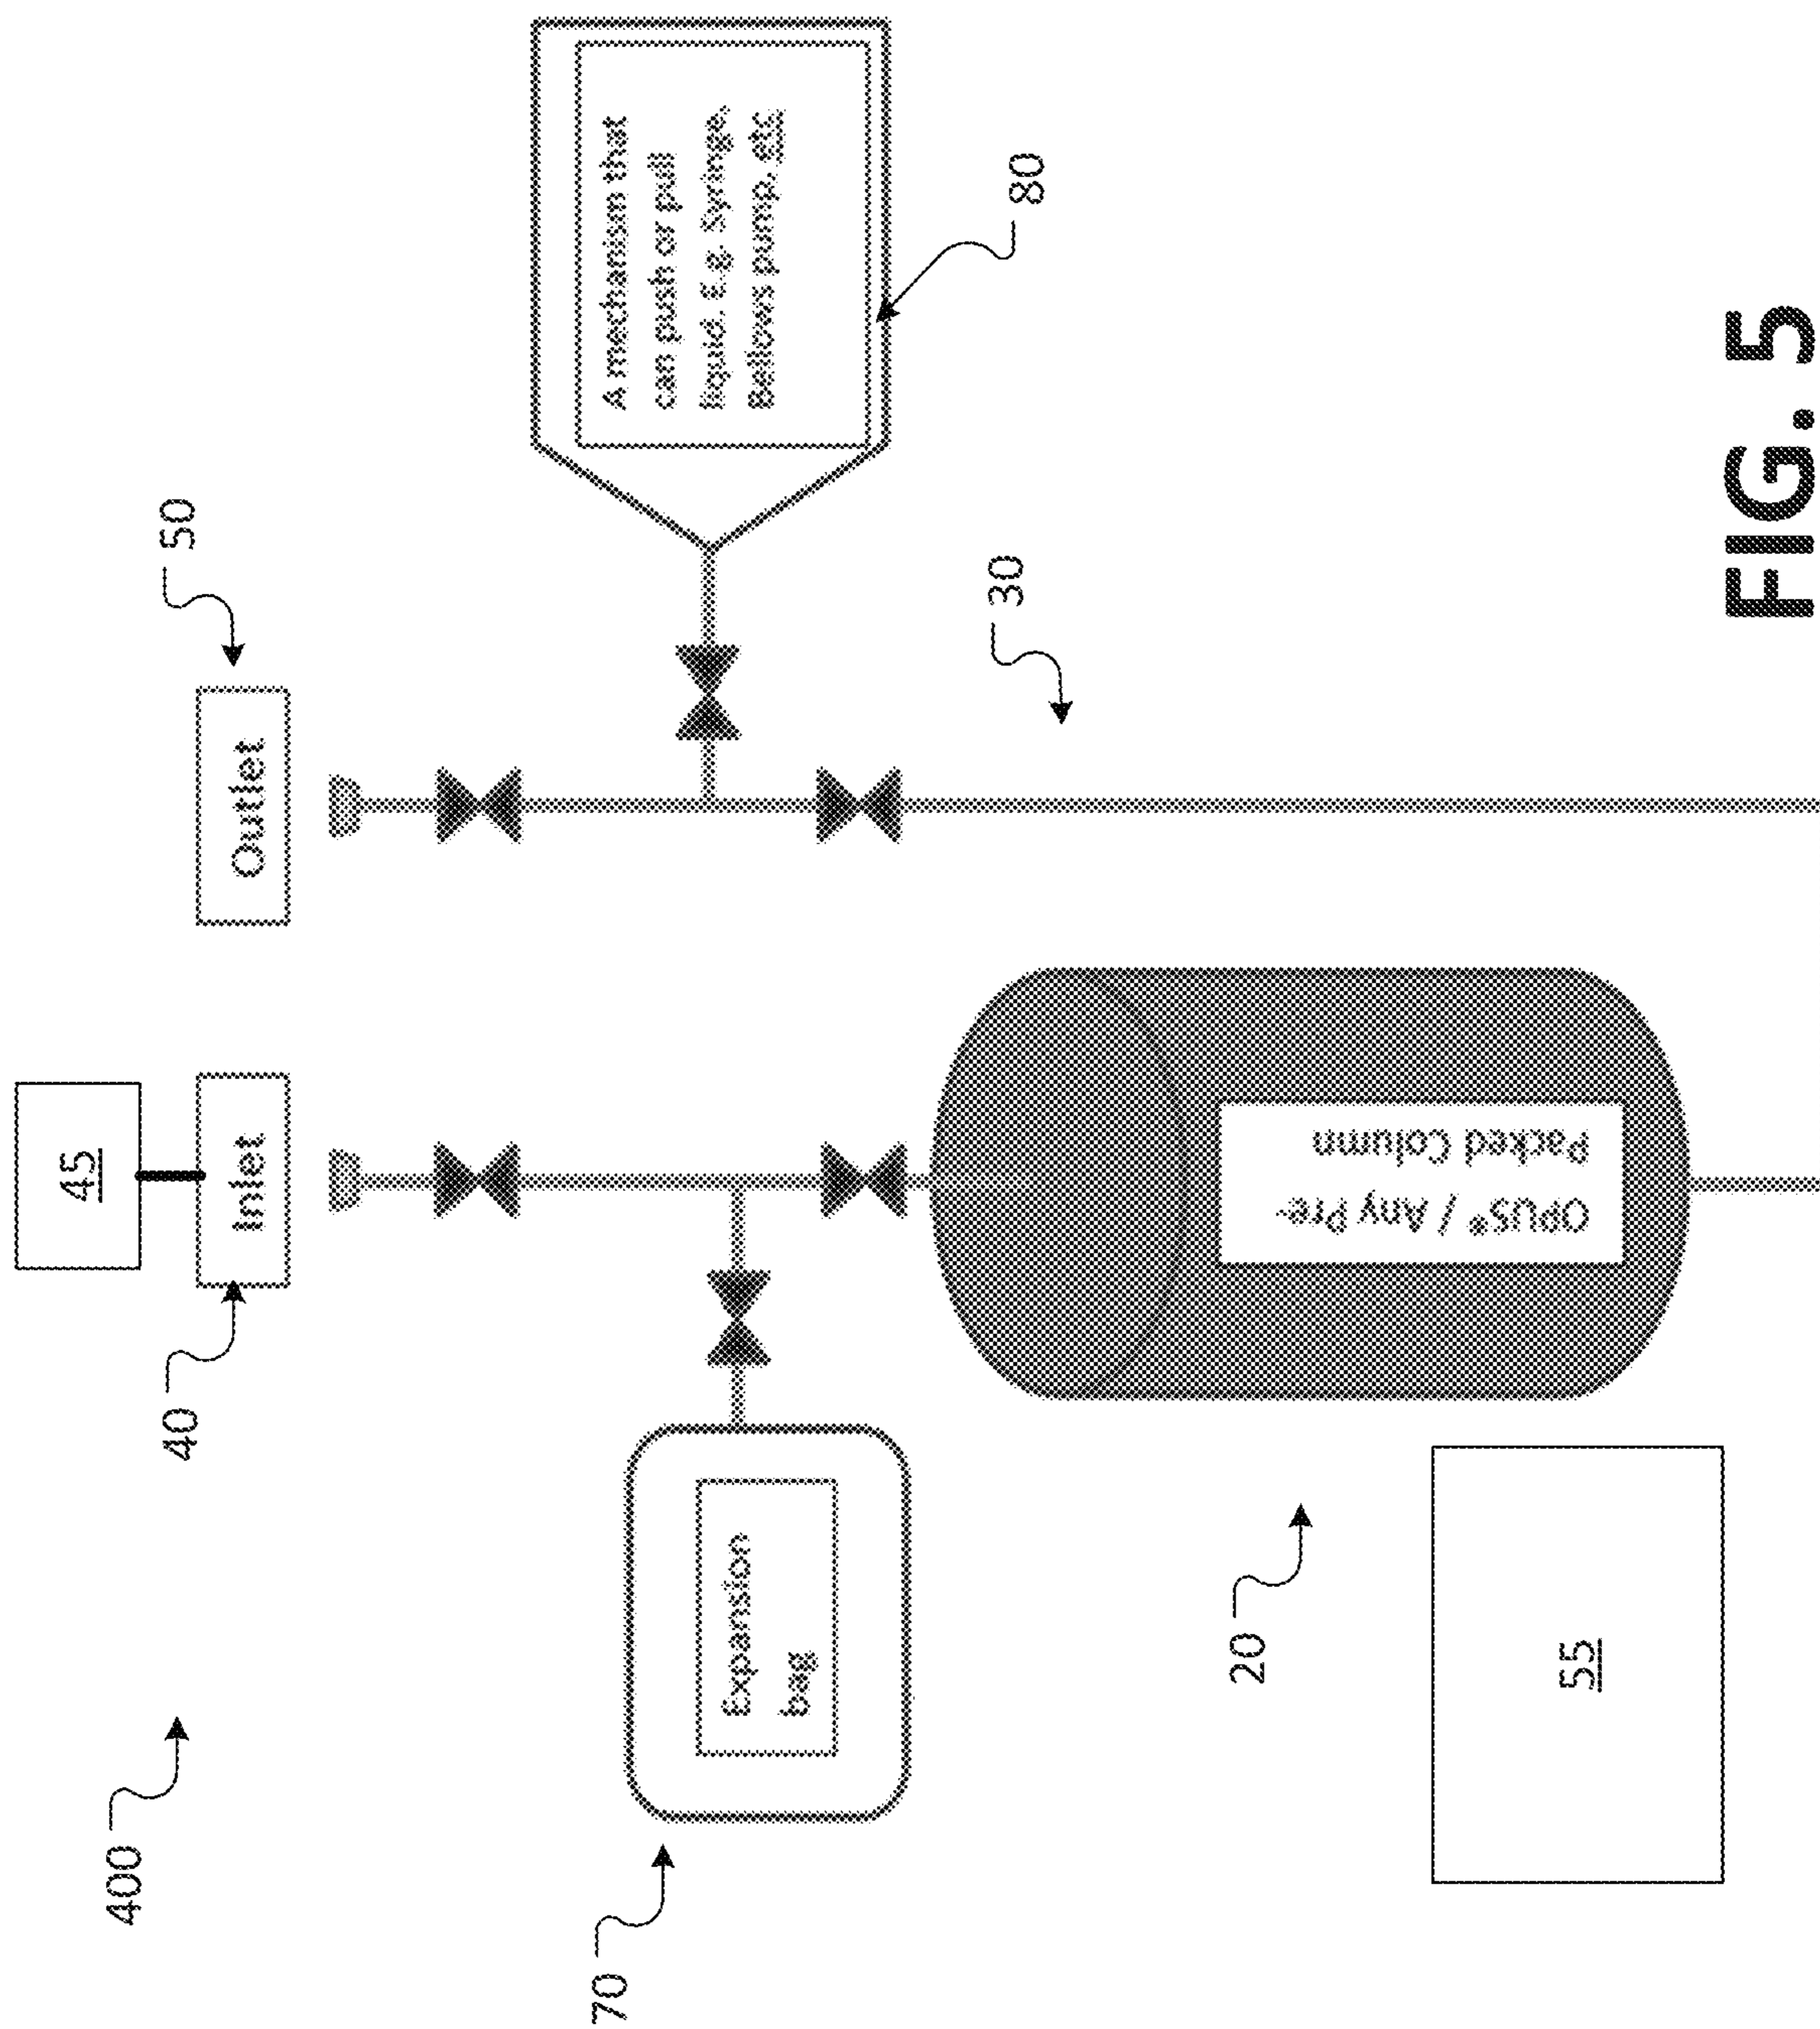 400
45
40
Inlet
50
Outlet
70
Expansion
bag
A mechanism that
can push or pull
liquid. E.g. Syringe,
Bellows pump, etc
80
30
20
OPUS® / Any Pre-
Packed Column
55
FIG. 5